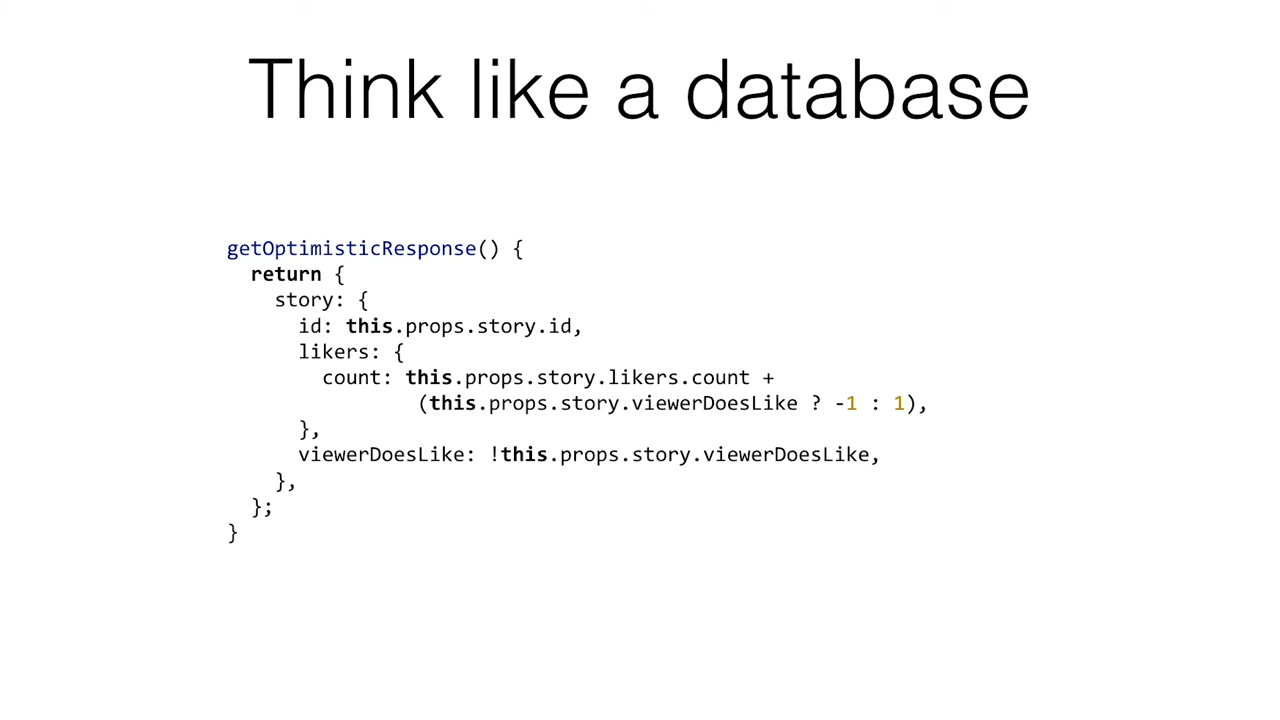 Think like a database
getOptimisticResponse() {
  return {
    story: {
      id: this.props.story.id,
      likers: {
        count: this.props.story.likers.count +
                (this.props.story.viewerDoesLike ? -1 : 1),
      },
      viewerDoesLike: !this.props.story.viewerDoesLike,
    },
  };
}